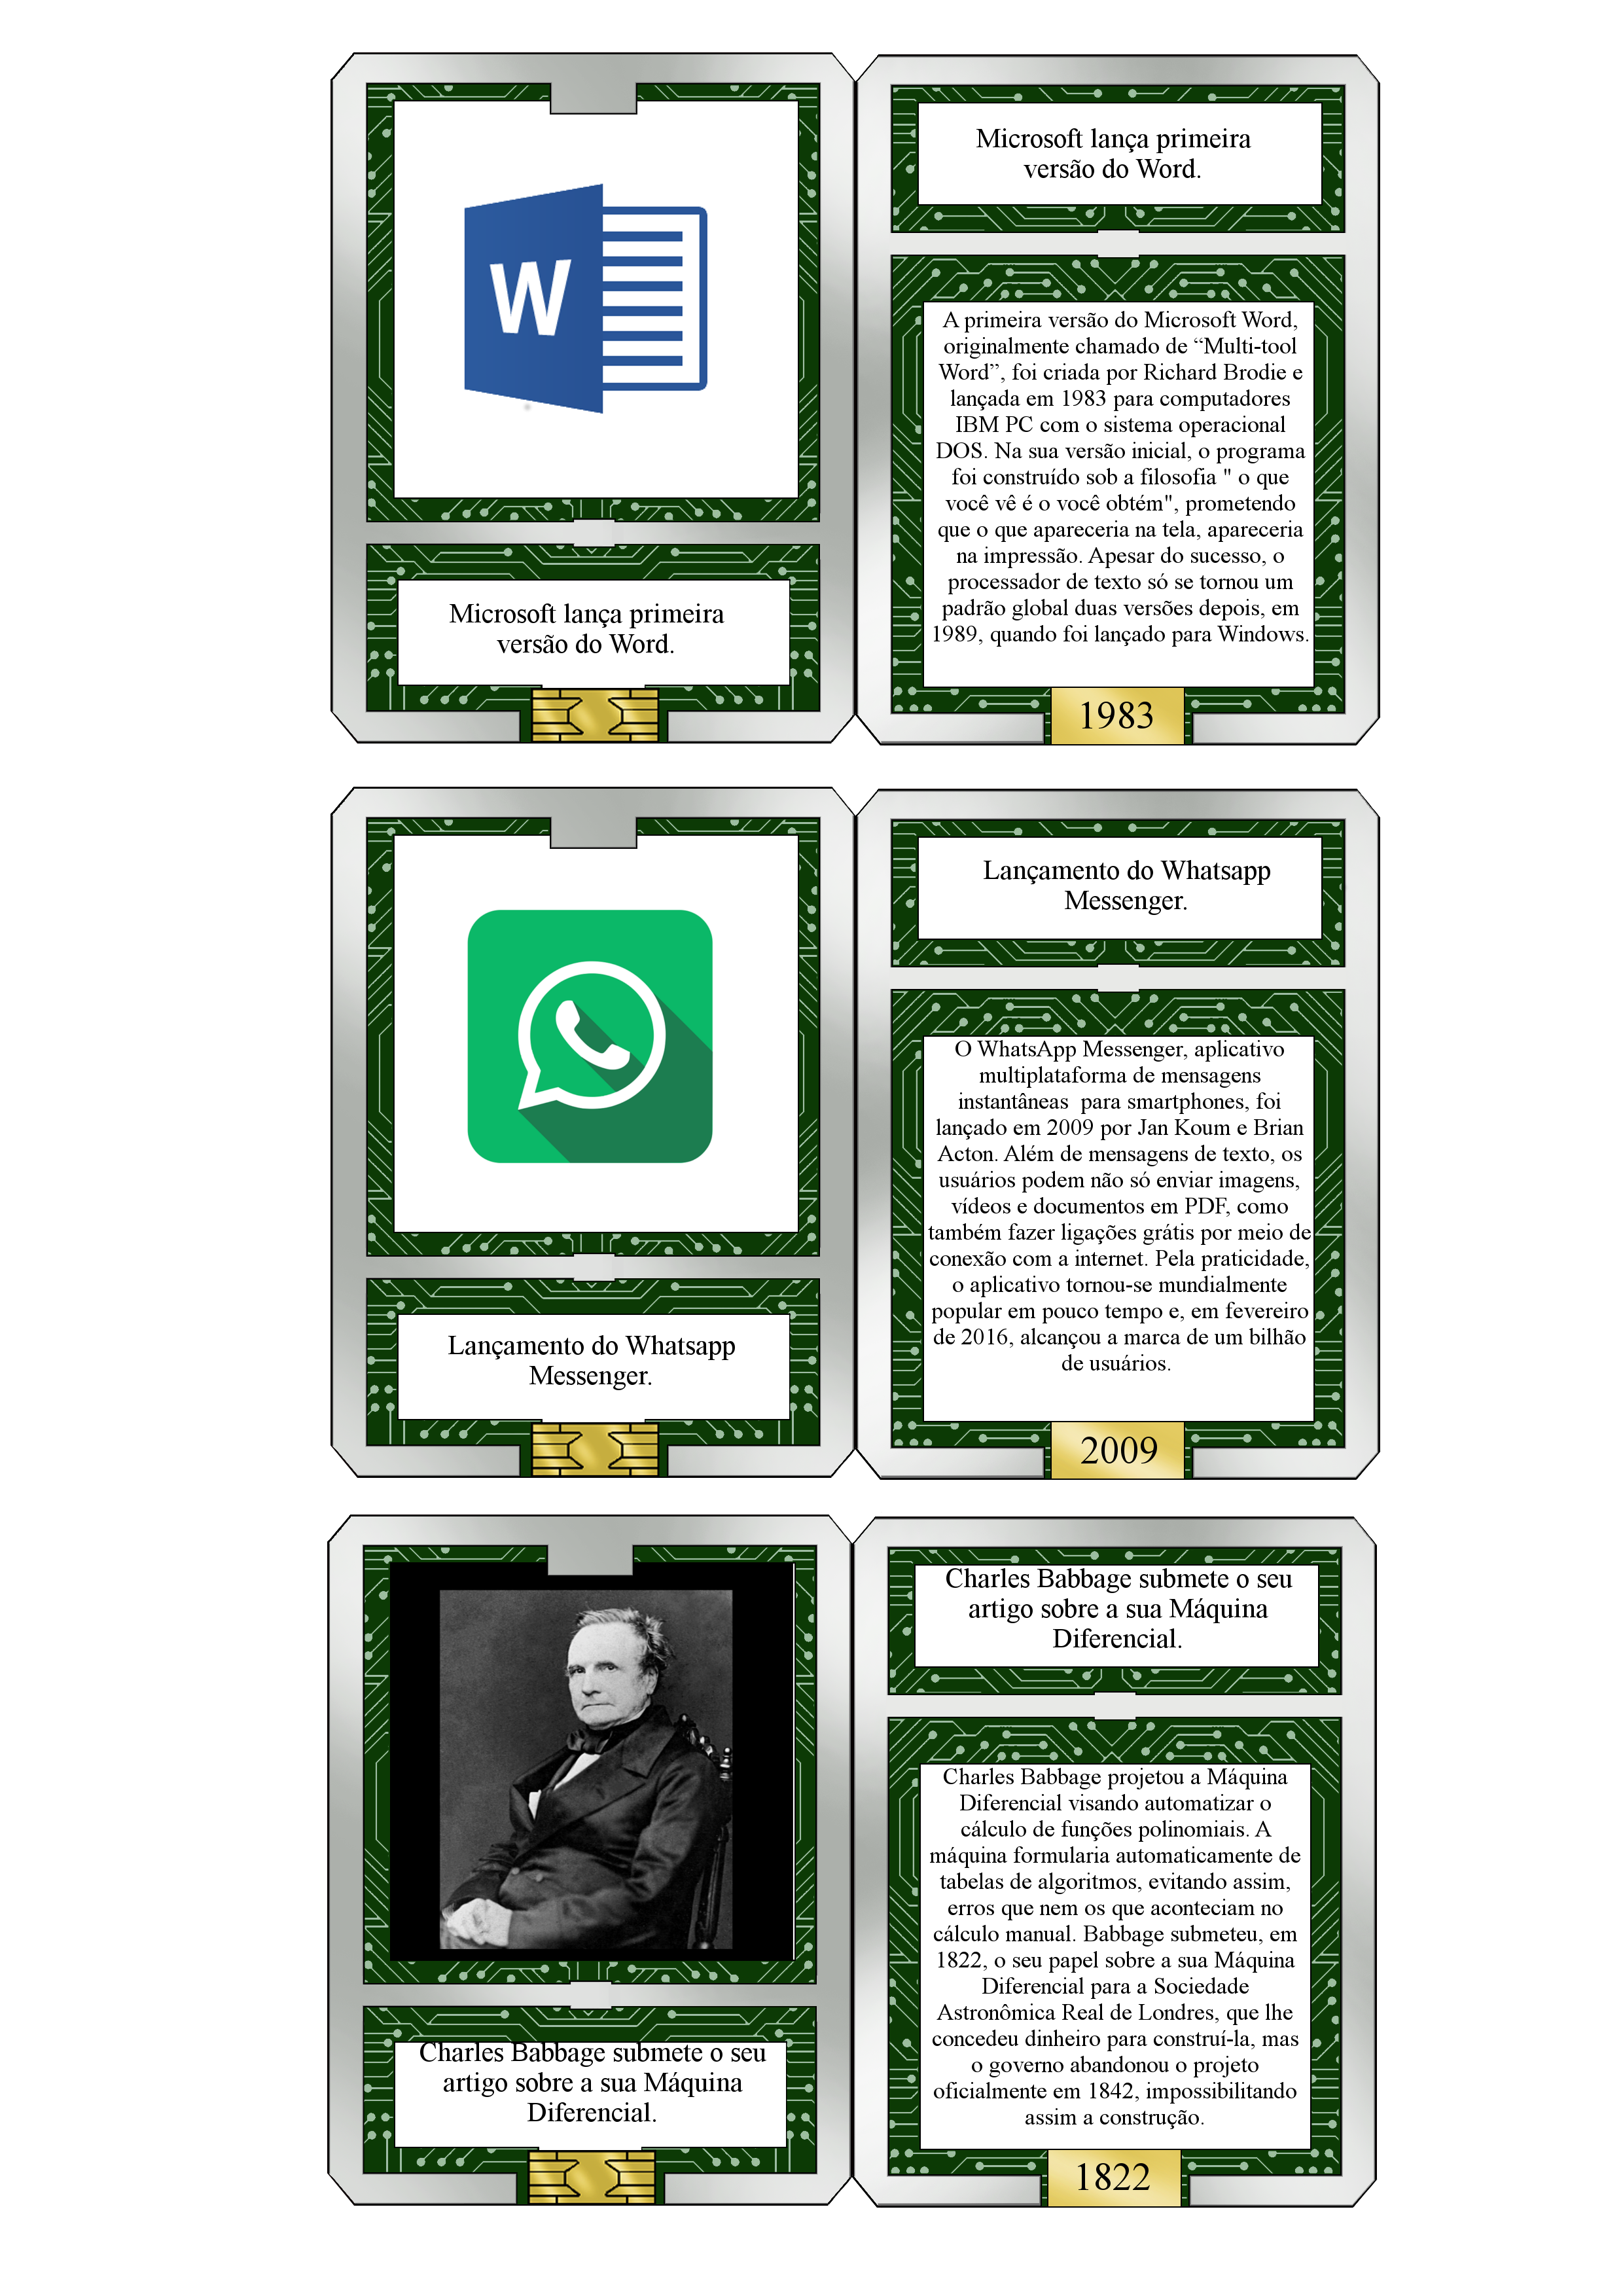 W
Microsoft lança primeira
versão do Word.
Microsoft lança primeira
versão do Word.
A primeira versão do Microsoft Word,
originalmente chamado de “Multi-tool
Word”, foi criada por Richard Brodie e
lançada em 1983 para computadores
IBM PC com o sistema operacional
DOS. Na sua versão inicial, o programa
foi construído sob a filosofia " o que
você vê é o você obtém", prometendo
que o que apareceria na tela, apareceria
na impressão. Apesar do sucesso, o
processador de texto só se tornou um
padrão global duas versões depois, em
1989, quando foi lançado para Windows.
1983
Lançamento do Whatsapp
Messenger.
Lançamento do Whatsapp
Messenger.
O WhatsApp Messenger, aplicativo
multiplataforma de mensagens
instantâneas  para smartphones, foi
lançado em 2009 por Jan Koum e Brian
Acton. Além de mensagens de texto, os
usuários podem não só enviar imagens,
vídeos e documentos em PDF, como
também fazer ligações grátis por meio de
conexão com a internet. Pela praticidade,
o aplicativo tornou-se mundialmente
popular em pouco tempo e, em fevereiro
de 2016, alcançou a marca de um bilhão
de usuários.
2009
Charles Babbage submete o seu
artigo sobre a sua Máquina
Diferencial.
Charles Babbage submete o seu
artigo sobre a sua Máquina
Diferencial.
Charles Babbage projetou a Máquina
Diferencial visando automatizar o
cálculo de funções polinomiais. A
máquina formularia automaticamente de
tabelas de algoritmos, evitando assim,
erros que nem os que aconteciam no
cálculo manual. Babbage submeteu, em
1822, o seu papel sobre a sua Máquina
Diferencial para a Sociedade
Astronômica Real de Londres, que lhe
concedeu dinheiro para construí-la, mas
o governo abandonou o projeto
oficialmente em 1842, impossibilitando
assim a construção.
1822